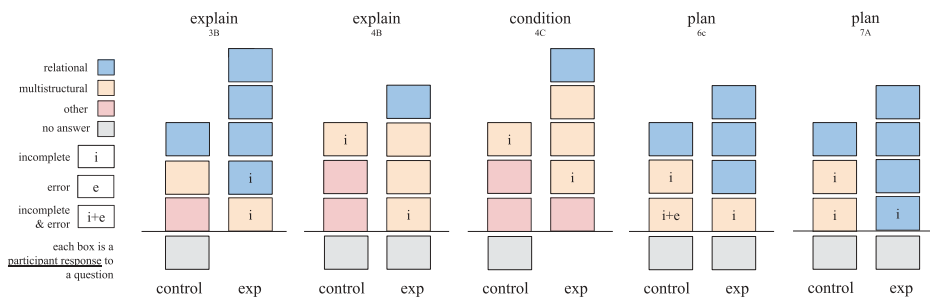 explain
3B
explain
4B
condition
4C
plan
6c
plan
7A
relational
multistructural
other
no answer
incomplete
i
error
e
incomplete
& error
i+e
each box is a
participant response to
a question
i
i
i
i
i
i
i
i+e
i
i
i
i
control
exp
control
exp
control
exp
control
exp
control
exp